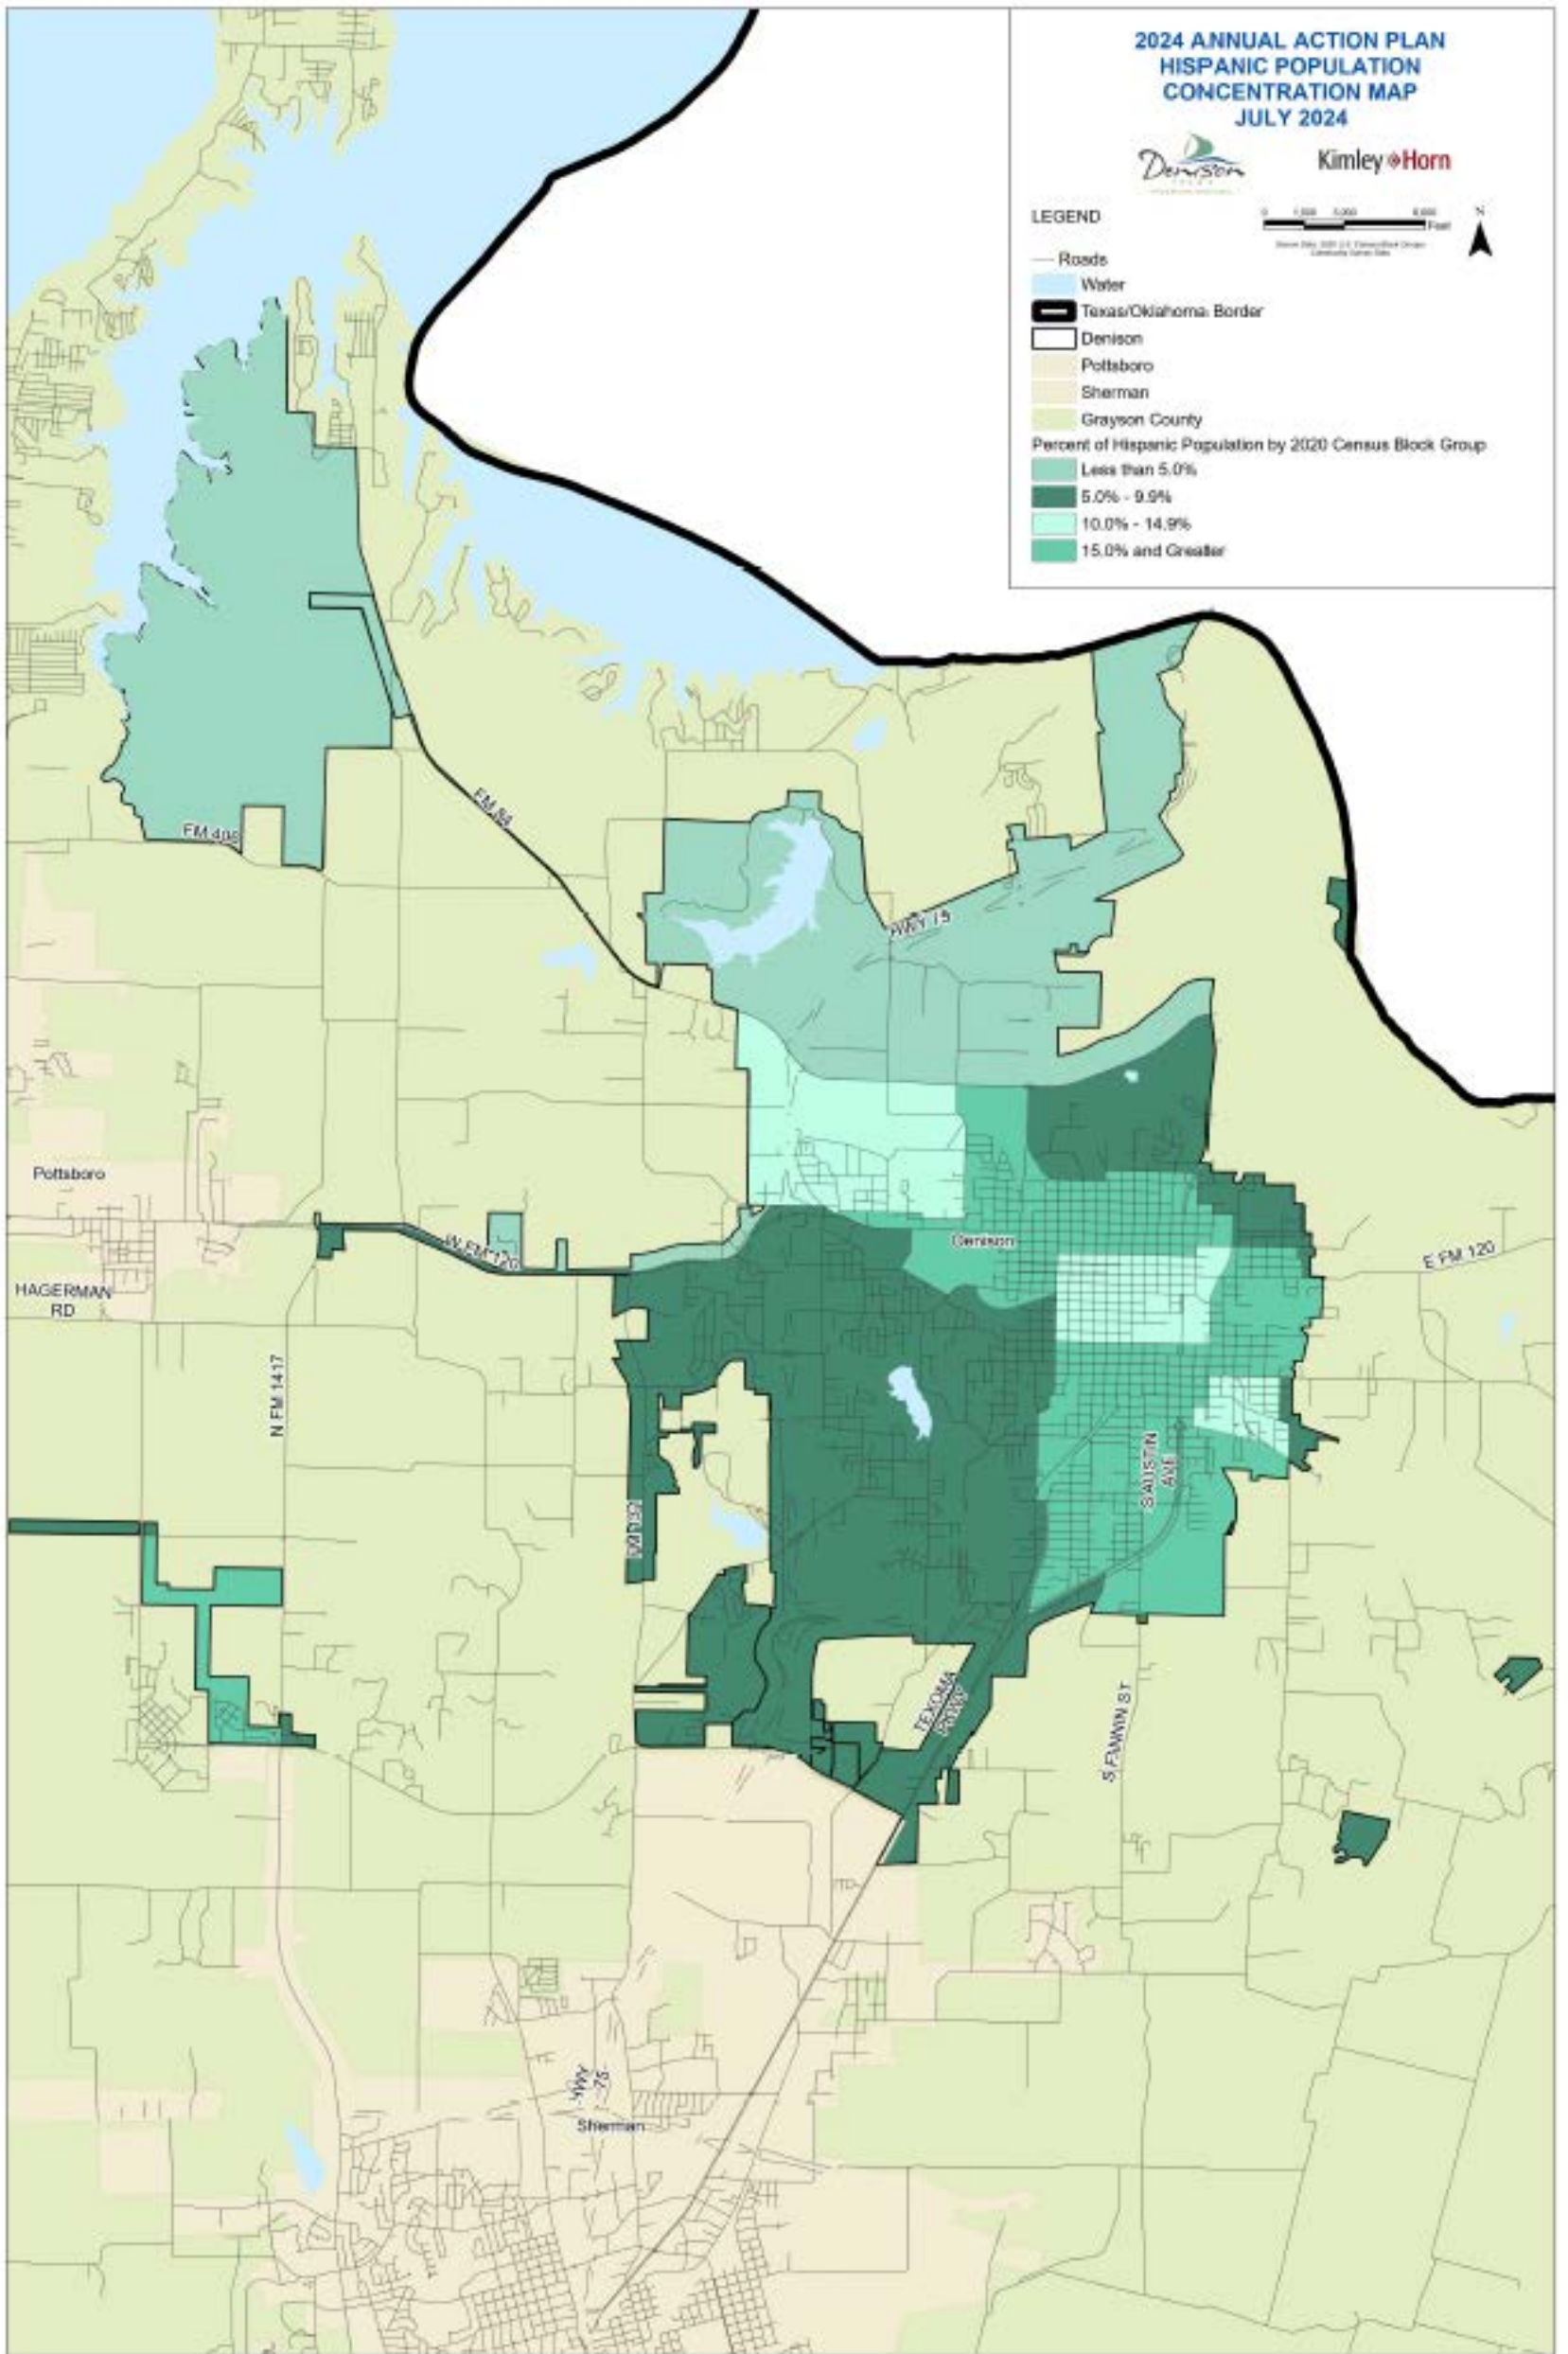 2024 ANNUAL ACTION PLAN
HISPANIC POPULATION
CONCENTRATION MAP
JULY 2024
Denison
Kimley Horn
LEGEND
N
Feet
Roads
Water
Texas/Oklahoma Border
Denison
Pottsboro
Sherman
Grayson County
Percent of Hispanic Population by 2020 Census Block Group
Less than 5.0%
5.0% - 9.9%
10.0% - 14.9%
15.0% and Greater
FM 84
FM 406
Pottsboro
W FM 120
Denison
E FM 120
HAGERMAN
RD
N FM 1417
S AUSTIN
AVE
TEXOMA
PKWY
S FANNIN ST
HWY
75
Sherman